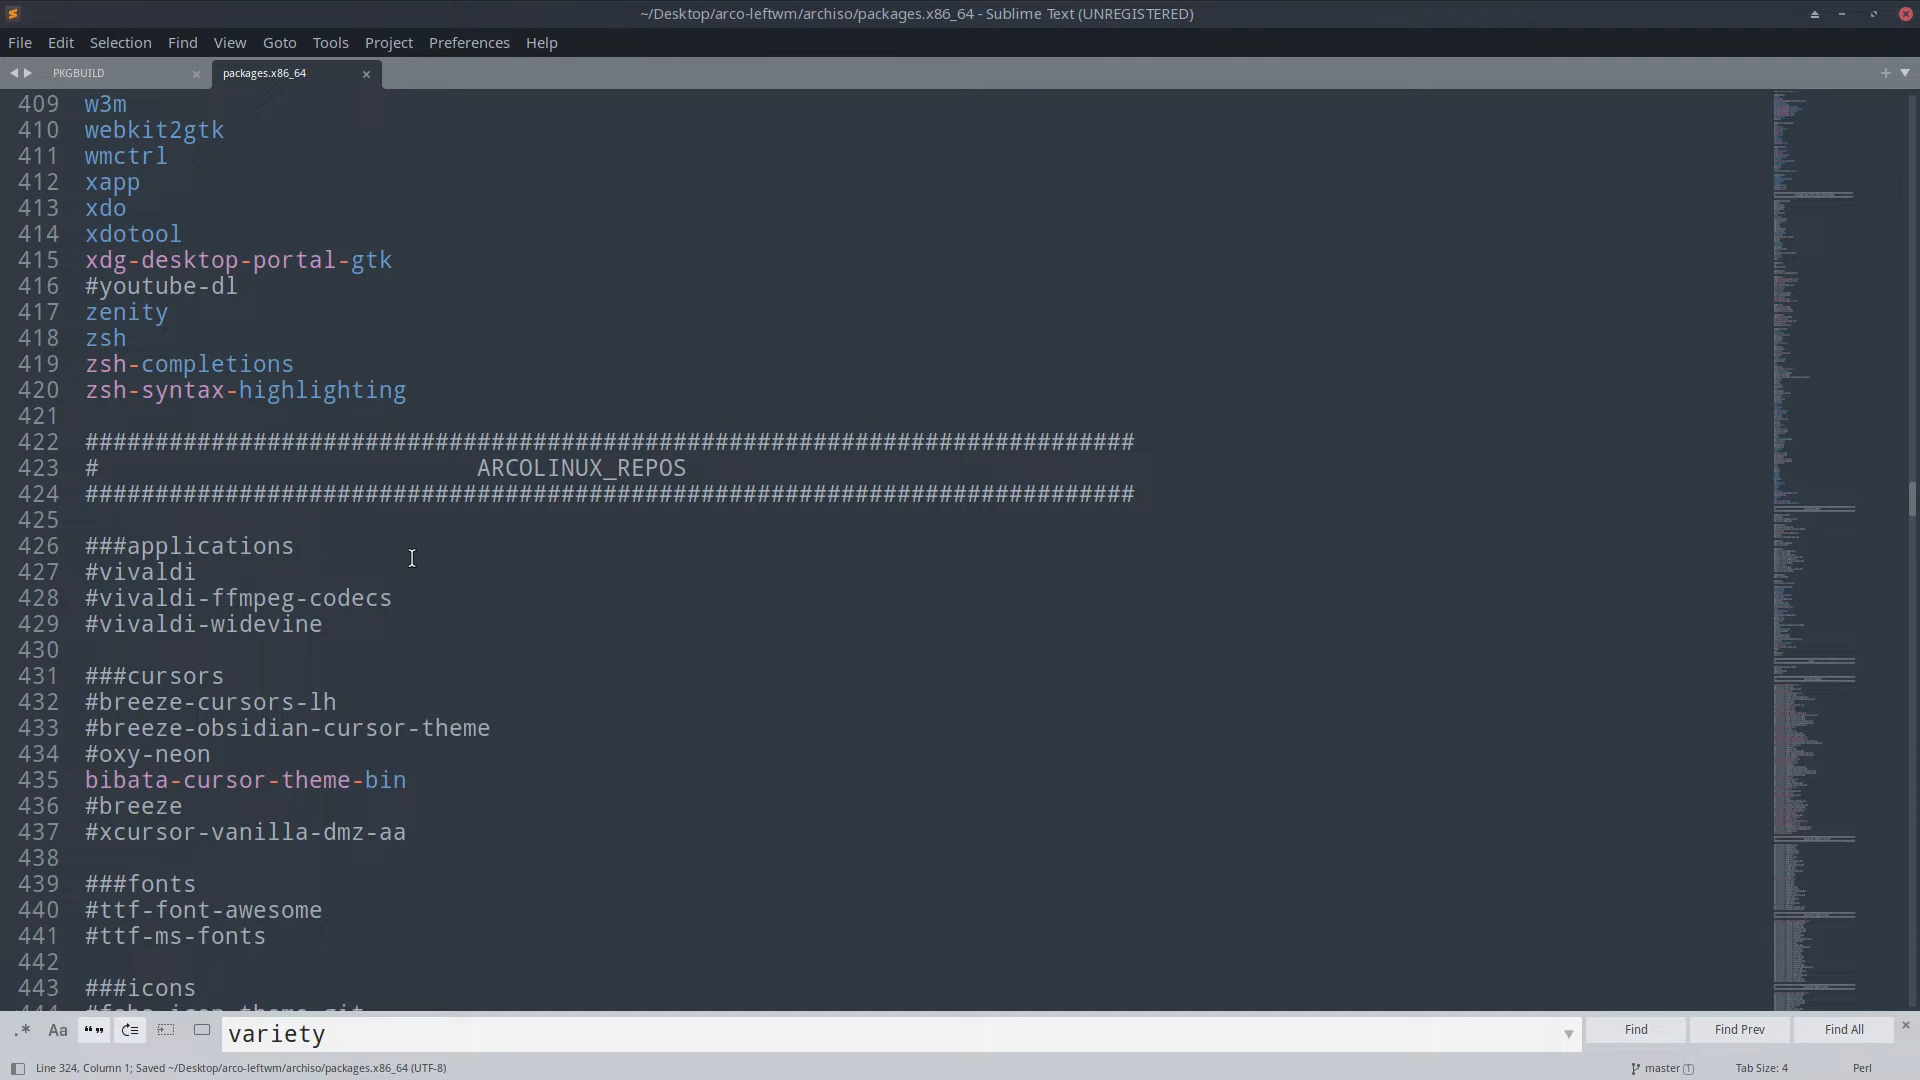 ~/Desktop/arco-leftwm/archiso/packages.x86_64 - Sublime Text (UNREGISTERED)
File Edit Selection Find View Goto Tools Project Preferences Help
PKGBUILD packages.x86_64
409 w3m
410 webkit2gtk
411 wmctrl
412 xapp
413 xdo
414 xdotool
415 xdg-desktop-portal-gtk
416 #youtube-dl
417 zenity
418 zsh
419 zsh-completions
420 zsh-syntax-highlighting
421
422 ###########################################################################
423 # ARCOLINUX_REPOS
424 ###########################################################################
425
426 ###applications
427 #vivaldi
428 #vivaldi-ffmpeg-codecs
429 #vivaldi-widevine
430
431 ###cursors
432 #breeze-cursors-lh
433 #breeze-obsidian-cursor-theme
434 #oxy-neon
435 bibata-cursor-theme-bin
436 #breeze
437 #xcursor-vanilla-dmz-aa
438
439 ###fonts
440 #ttf-font-awesome
441 #ttf-ms-fonts
442
443 ###icons
.* Aa variety Find Find Prev Find All
Line 324, Column 1; Saved ~/Desktop/arco-leftwm/archiso/packages.x86_64 (UTF-8) master 1 Tab Size: 4 Perl